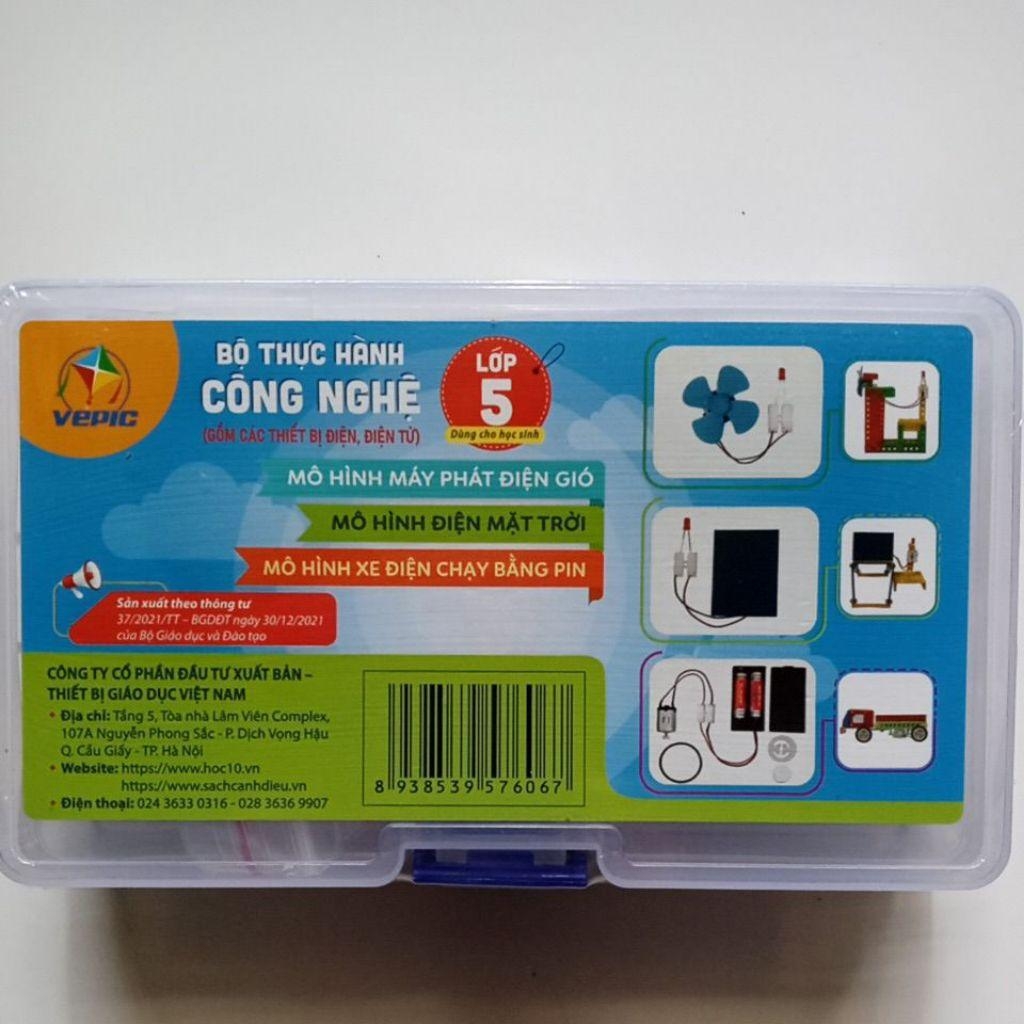 VEPIC
BỘ THỰC HÀNH
CÔNG NGHỆ
(GỒM CÁC THIẾT BỊ ĐIỆN, ĐIỆN TỬ)
LỚP
5
Dùng cho học sinh
MÔ HÌNH MÁY PHÁT ĐIỆN GIÓ
MÔ HÌNH ĐIỆN MẶT TRỜI
MÔ HÌNH XE ĐIỆN CHẠY BẰNG PIN
Sản xuất theo thông tư
37/2021/TT – BGDĐT ngày 30/12/2021
của Bộ Giáo dục và Đào tạo
CÔNG TY CỔ PHẦN ĐẦU TƯ XUẤT BẢN –
THIẾT BỊ GIÁO DỤC VIỆT NAM
• Địa chỉ: Tầng 5, Tòa nhà Lâm Viên Complex,
107A Nguyễn Phong Sắc - P. Dịch Vọng Hậu
Q. Cầu Giấy - TP. Hà Nội
• Website: https://www.hoc10.vn
https://www.sachcanhdieu.vn
• Điện thoại: 024 3633 0316 - 028 3636 9907
8 938539 576067